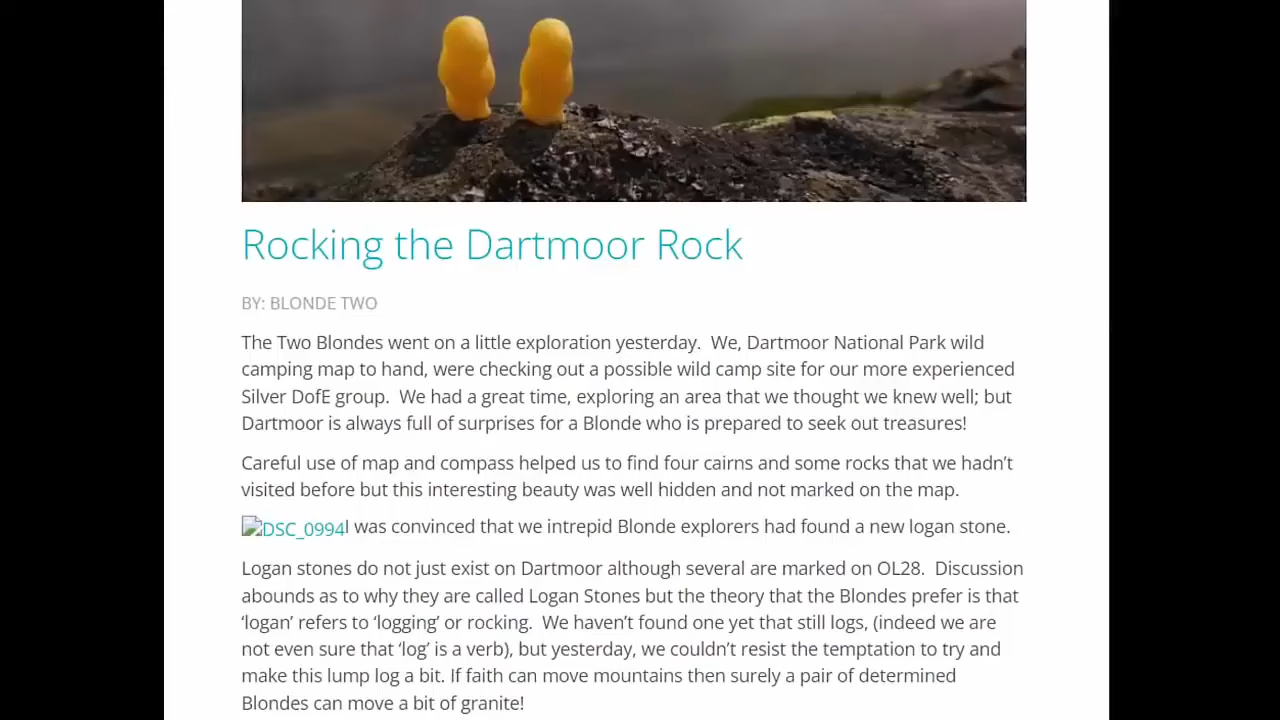 Rocking the Dartmoor Rock
BY: BLONDE TWO
The Two Blondes went on a little exploration yesterday.  We, Dartmoor National Park wild
camping map to hand, were checking out a possible wild camp site for our more experienced
Silver DofE group.  We had a great time, exploring an area that we thought we knew well; but
Dartmoor is always full of surprises for a Blonde who is prepared to seek out treasures!
Careful use of map and compass helped us to find four cairns and some rocks that we hadn’t
visited before but this interesting beauty was well hidden and not marked on the map.
DSC_0994I was convinced that we intrepid Blonde explorers had found a new logan stone.
Logan stones do not just exist on Dartmoor although several are marked on OL28.  Discussion
abounds as to why they are called Logan Stones but the theory that the Blondes prefer is that
‘logan’ refers to ‘logging’ or rocking.  We haven’t found one yet that still logs, (indeed we are
not even sure that ‘log’ is a verb), but yesterday, we couldn’t resist the temptation to try and
make this lump log a bit. If faith can move mountains then surely a pair of determined
Blondes can move a bit of granite!